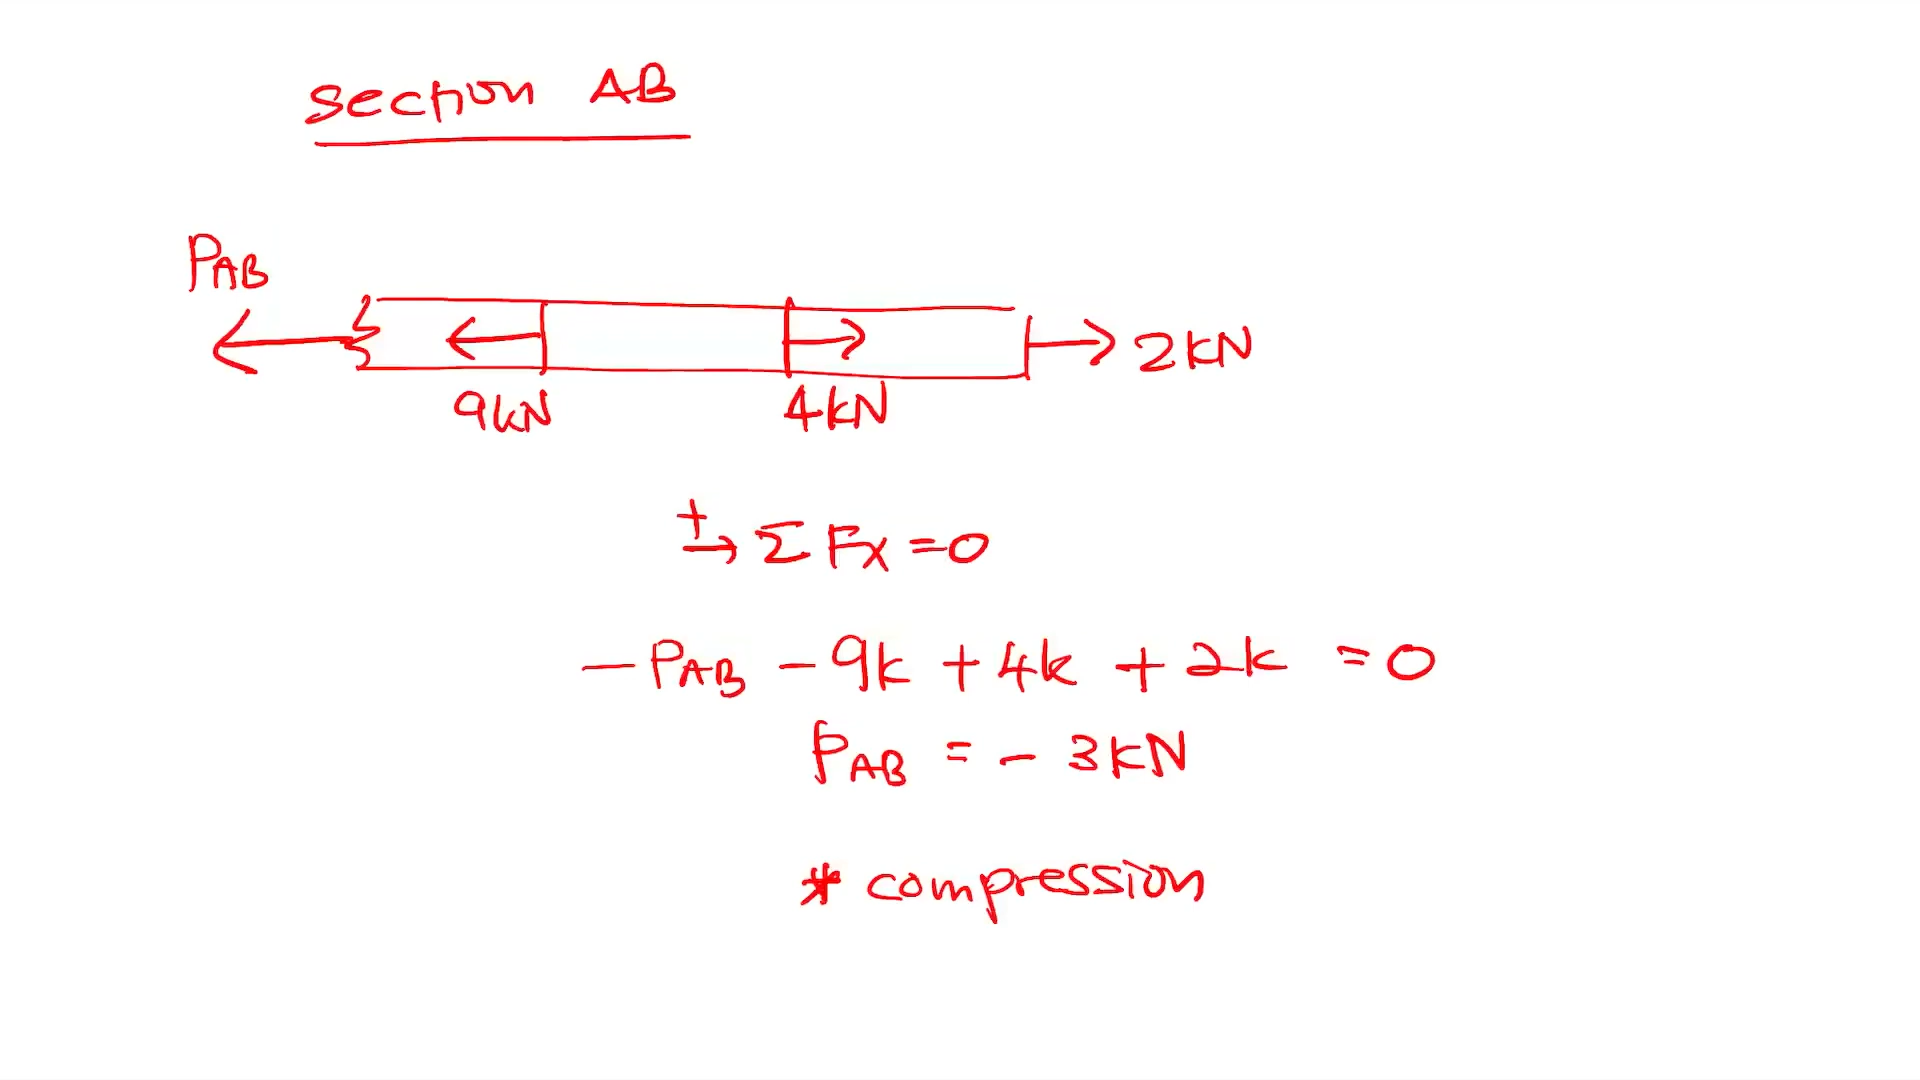 section AB
PAB
2KN
9KN 4KN
+→ ΣFx=0
-PAB -9k +4k +2k =0
PAB = -3KN
* compression